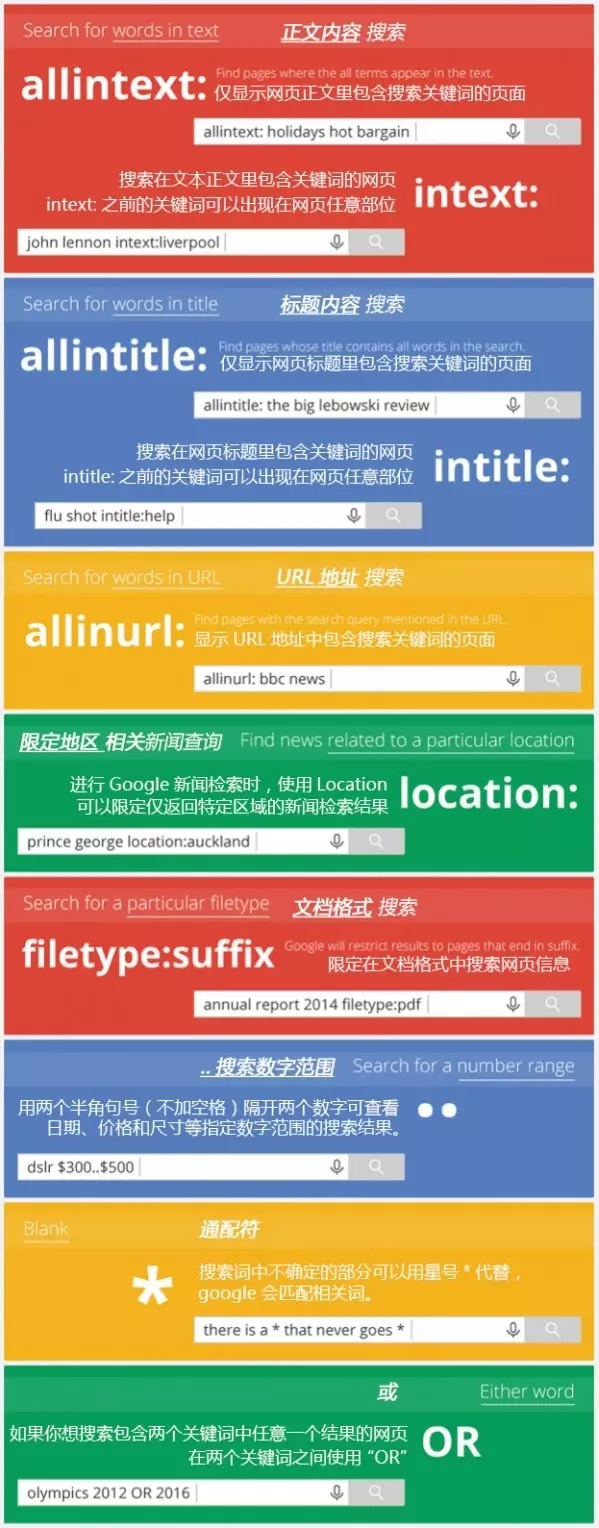 Search for words in text 正文内容 搜索
allintext:
Find pages where the all terms appear in the text.
仅显示网页正文里包含搜索关键词的页面
allintext: holidays hot bargain
搜索在文本正文里包含关键词的网页
intext: 之前的关键词可以出现在网页任意部位
intext:
john lennon intext:liverpool
Search for words in title 标题内容 搜索
allintitle:
Find pages whose title contains all words in the search.
仅显示网页标题里包含搜索关键词的页面
allintitle: the big lebowski review
搜索在网页标题里包含关键词的网页
intitle: 之前的关键词可以出现在网页任意部位
intitle:
flu shot intitle:help
Search for words in URL URL 地址 搜索
allinurl:
Find pages with the search query mentioned in the URL.
显示 URL 地址中包含搜索关键词的页面
allinurl: bbc news
限定地区 相关新闻查询 Find news related to a particular location
进行 Google 新闻检索时，使用 Location
可以限定仅返回特定区域的新闻检索结果
location:
prince george location:auckland
Search for a particular filetype 文档格式 搜索
filetype:suffix
Google will restrict results to pages that end in suffix.
限定在文档格式中搜索网页信息
annual report 2014 filetype:pdf
.. 搜索数字范围 Search for a number range
用两个半角句号（不加空格）隔开两个数字可查看
日期、价格和尺寸等指定数字范围的搜索结果。
..
dslr $300..$500
Blank 通配符
*
搜索词中不确定的部分可以用星号 * 代替，
google 会匹配相关词。
there is a * that never goes *
或 Either word
如果你想搜索包含两个关键词中任意一个结果的网页
在两个关键词之间使用 “OR”
OR
olympics 2012 OR 2016